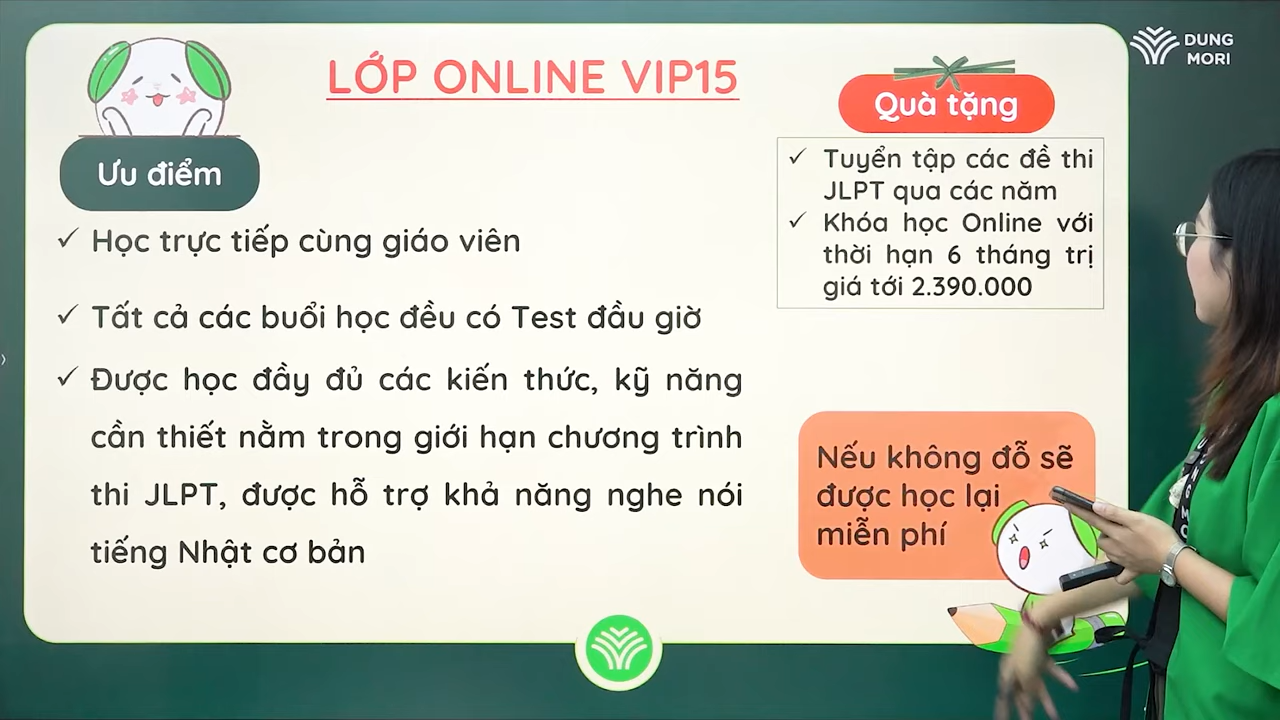 LỚP ONLINE VIP15
DUNG
MORI
Ưu điểm
Học trực tiếp cùng giáo viên
Tất cả các buổi học đều có Test đầu giờ
Được học đầy đủ các kiến thức, kỹ năng
cần thiết nằm trong giới hạn chương trình
thi JLPT, được hỗ trợ khả năng nghe nói
tiếng Nhật cơ bản
Quà tặng
Tuyển tập các đề thi
JLPT qua các năm
Khóa học Online với
thời hạn 6 tháng trị
giá tới 2.390.000
Nếu không đỗ sẽ
được học lại
miễn phí